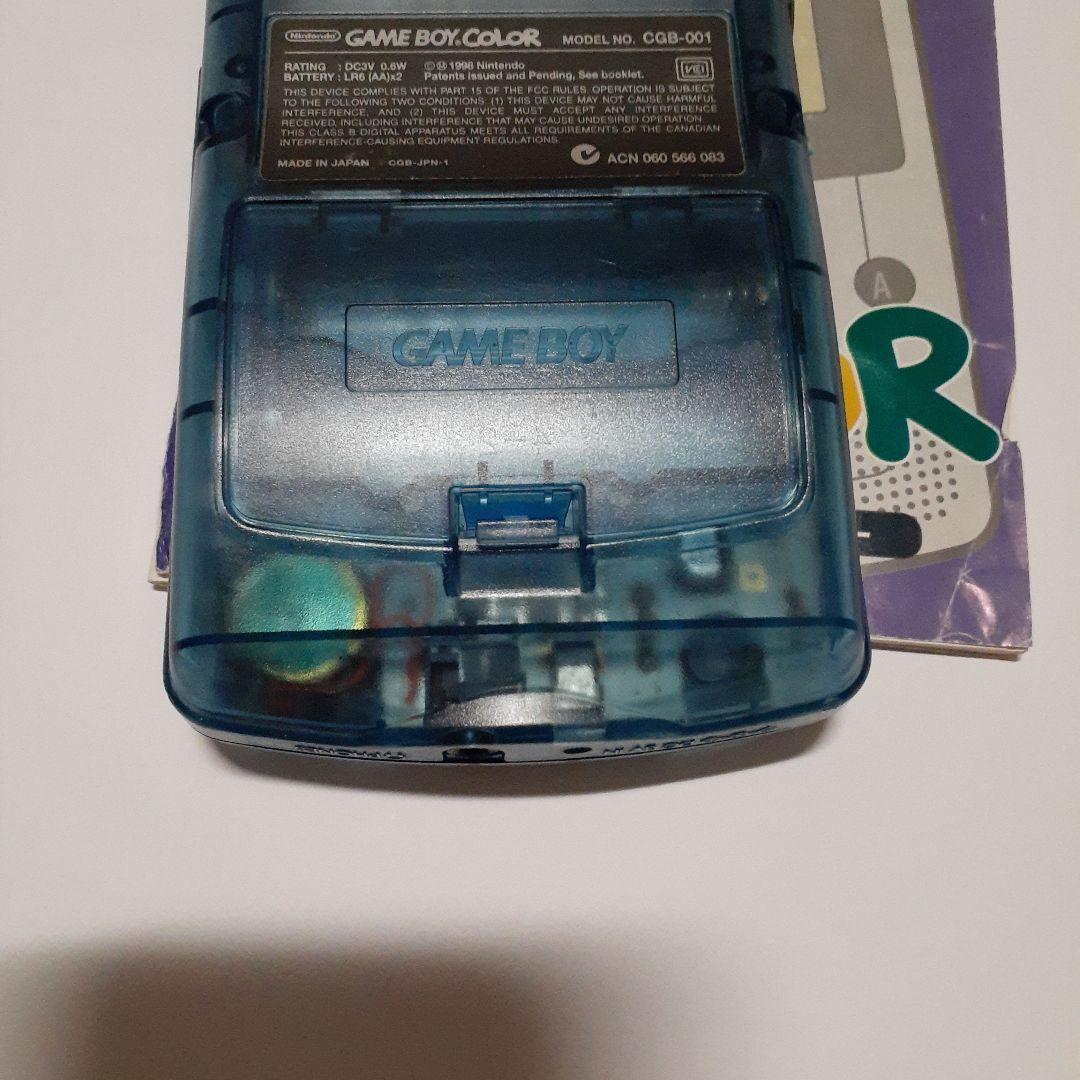 Nintendo GAME BOY COLOR MODEL NO. CGB-001
RATING : DC3V 0.6W ©Ⓜ1998 Nintendo
BATTERY : LR6 (AA)x2 Patents issued and Pending, See booklet. VCI
THIS DEVICE COMPLIES WITH PART 15 OF THE FCC RULES. OPERATION IS SUBJECT
TO THE FOLLOWING TWO CONDITIONS. (1) THIS DEVICE MAY NOT CAUSE HARMFUL
INTERFERENCE, AND (2) THIS DEVICE MUST ACCEPT ANY INTERFERENCE
RECEIVED, INCLUDING INTERFERENCE THAT MAY CAUSE UNDESIRED OPERATION
THIS CLASS B DIGITAL APPARATUS MEETS ALL REQUIREMENTS OF THE CANADIAN
INTERFERENCE-CAUSING EQUIPMENT REGULATIONS.
MADE IN JAPAN CGB-JPN-1 ACN 060 566 083
A
GAME BOY
R